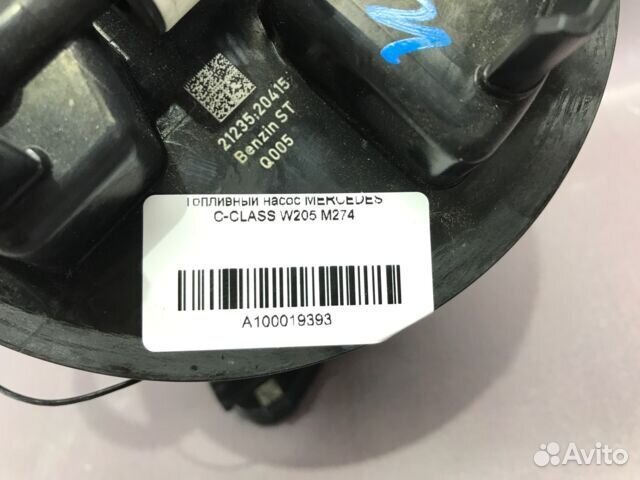 21235;20415
Benzin ST
Q005
Топливный насос MERCEDES
C-CLASS W205 M274
A100019393
Avito